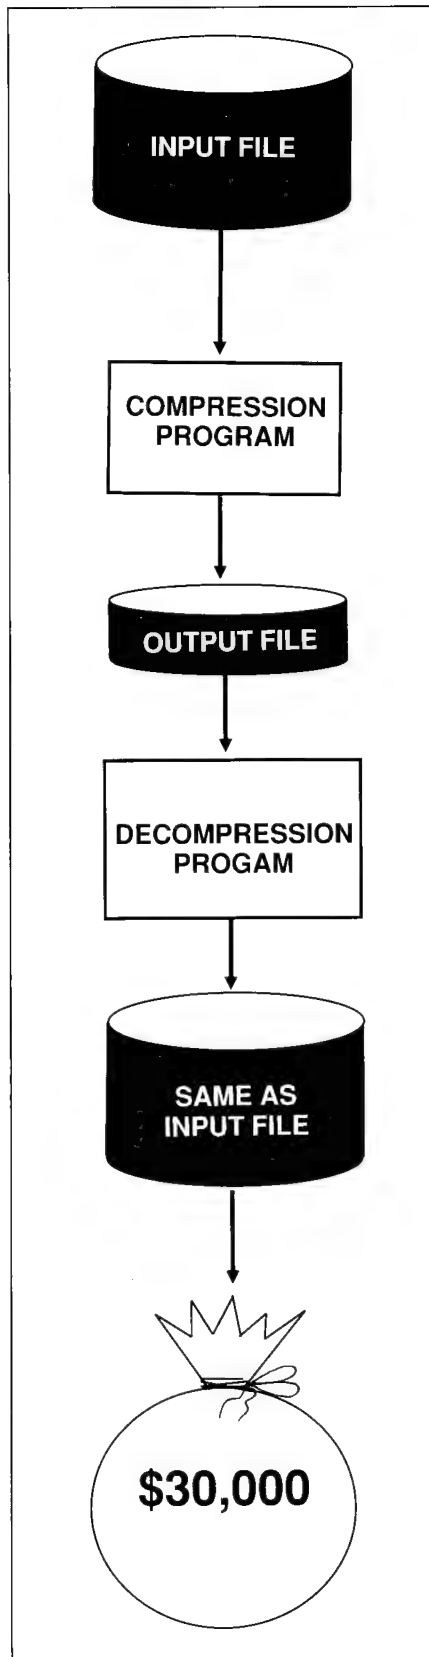 INPUT FILE
COMPRESSION
PROGRAM
OUTPUT FILE
DECOMPRESSION
PROGAM
SAME AS
INPUT FILE
$30,000